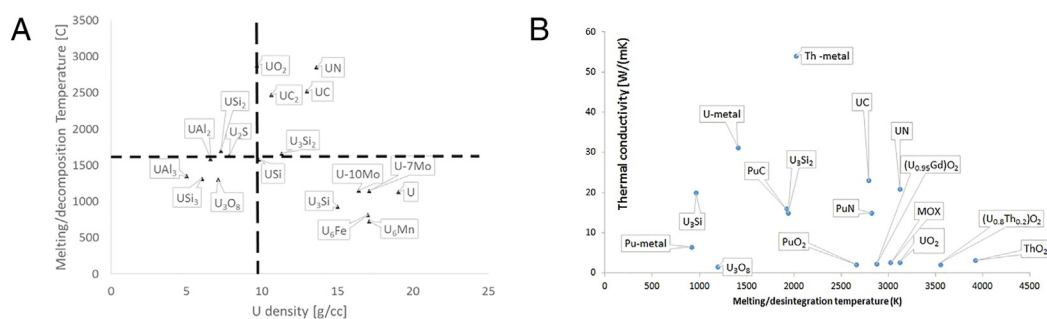 A
Melting/decomposition Temperature [C]
3500
3000
2500
2000
1500
1000
500
0
0 5 10 15 20 25
U density [g/cc]
UO₂
UN
UC₂
UC
USi₂
UAl₂
U₂S
U₃Si₂
UAl₃
USi
USi₃
U₃O₈
U-10Mo
U-7Mo
U₃Si
U
U₆Fe
U₆Mn
B
Thermal conductivity [W/(mK)]
60
50
40
30
20
10
0
0 500 1000 1500 2000 2500 3000 3500 4000 4500
Melting/desintegration temperature (K)
Th -metal
U-metal
UC
UN
PuC
U₃Si₂
(U₀.₉₅Gd)O₂
U₃Si
PuN
MOX
(U₀.₈Th₀.₂)O₂
Pu-metal
PuO₂
UO₂
ThO₂
U₃O₈